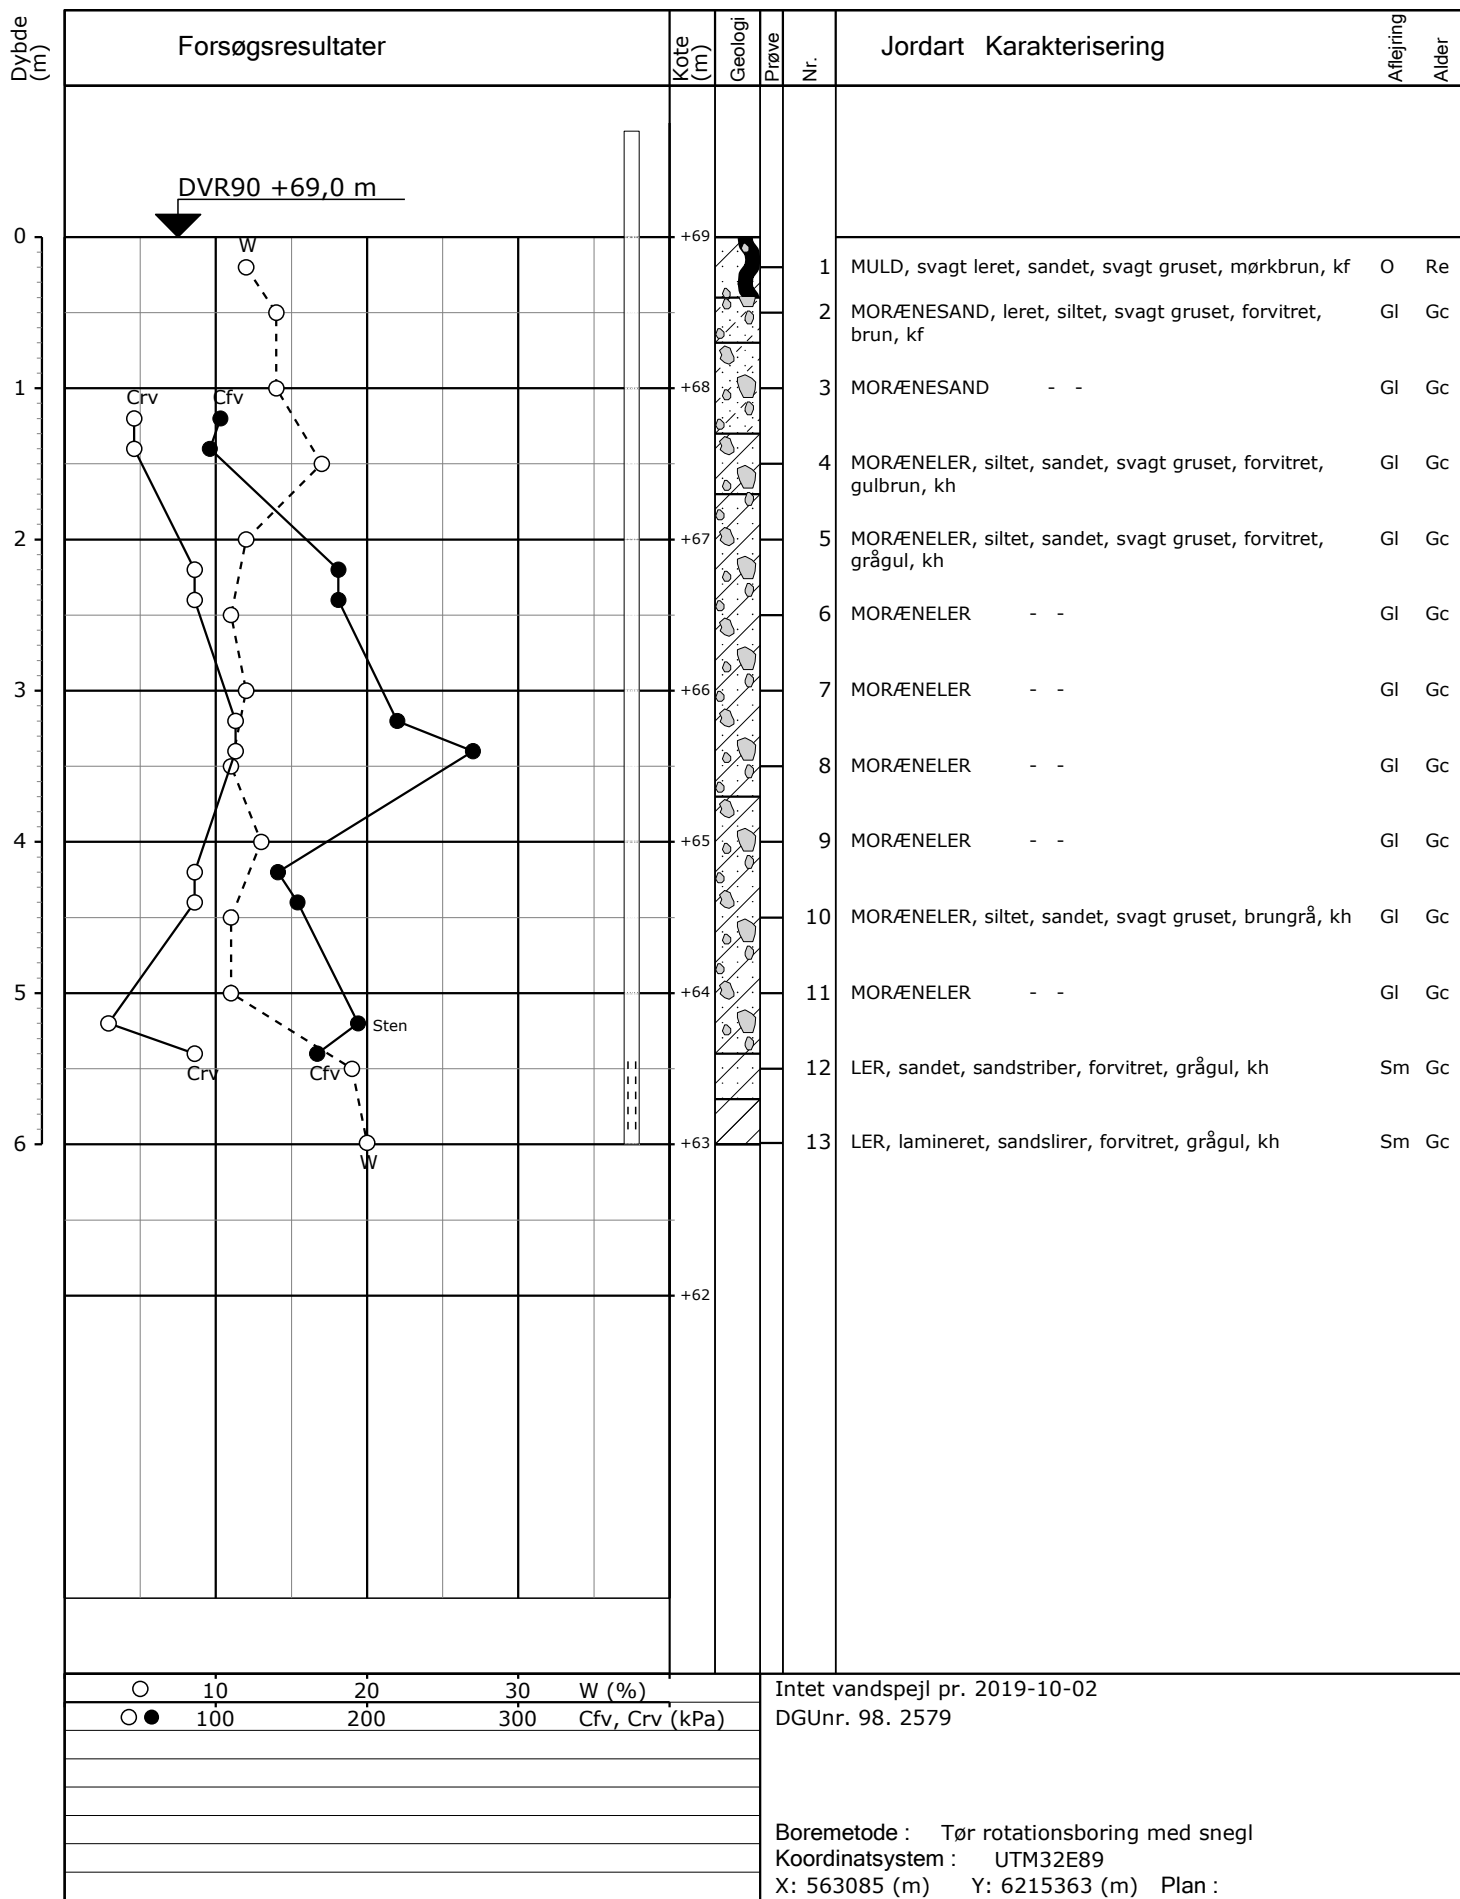 Dybde (m)
Forsøgsresultater
Kote (m)
Geologi
Prøve
Nr.
Jordart Karakterisering
Aflejring
Alder
DVR90 +69,0 m
0
W
+69
1 MULD, svagt leret, sandet, svagt gruset, mørkbrun, kf O Re
2 MORÆNESAND, leret, siltet, svagt gruset, forvitret, Gl Gc
brun, kf
1
Crv Cfv
+68
3 MORÆNESAND - - Gl Gc
4 MORÆNELER, siltet, sandet, svagt gruset, forvitret, Gl Gc
gulbrun, kh
2
+67
5 MORÆNELER, siltet, sandet, svagt gruset, forvitret, Gl Gc
grågul, kh
6 MORÆNELER - - Gl Gc
3
+66
7 MORÆNELER - - Gl Gc
8 MORÆNELER - - Gl Gc
4
+65
9 MORÆNELER - - Gl Gc
10 MORÆNELER, siltet, sandet, svagt gruset, brungrå, kh Gl Gc
5
+64
11 MORÆNELER - - Gl Gc
Sten
Crv Cfv
12 LER, sandet, sandstriber, forvitret, grågul, kh Sm Gc
6
W
+63
13 LER, lamineret, sandslirer, forvitret, grågul, kh Sm Gc
+62
10 20 30 W (%)
100 200 300 Cfv, Crv (kPa)
Intet vandspejl pr. 2019-10-02
DGUnr. 98. 2579
Boremetode : Tør rotationsboring med snegl
Koordinatsystem : UTM32E89
X: 563085 (m) Y: 6215363 (m) Plan :